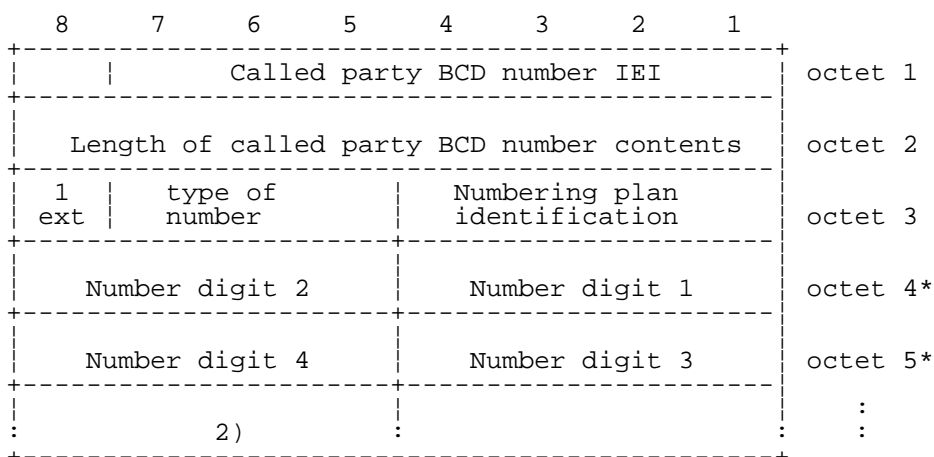 8 7 6 5 4 3 2 1
Called party BCD number IEI octet 1
Length of called party BCD number contents octet 2
1 type of Numbering plan
ext number identification octet 3
Number digit 2 Number digit 1 octet 4*
Number digit 4 Number digit 3 octet 5*
:
: 2) : : :